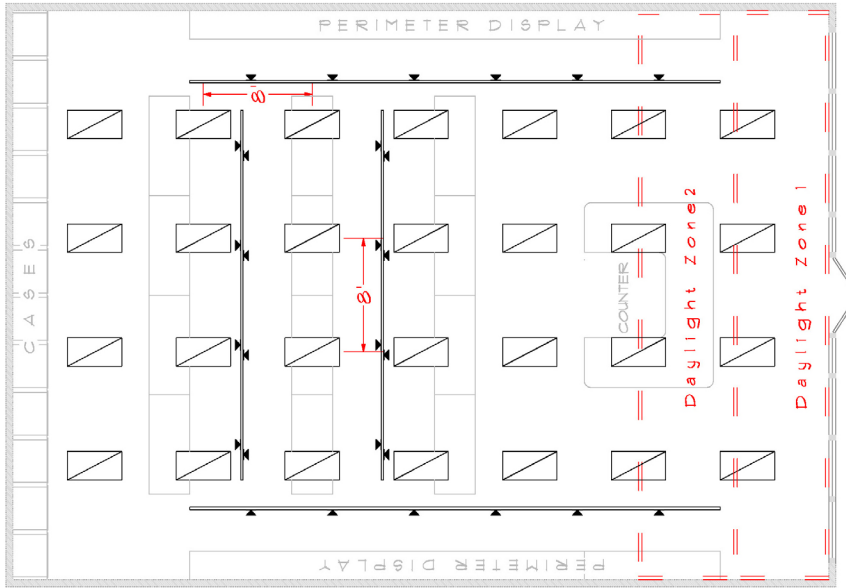 PERIMETER DISPLAY
8'
8'
CASES
COUNTER
Daylight Zone 2
Daylight Zone 1
PERIMETER DISPLAY